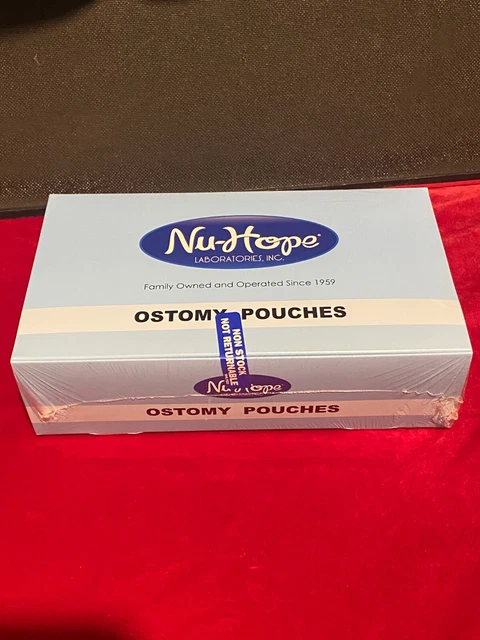 Nu-Hope®
LABORATORIES, INC.
Family Owned and Operated Since 1959
OSTOMY POUCHES
NON STOCK
NOT RETURNABLE
Nu-Hope
OSTOMY POUCHES